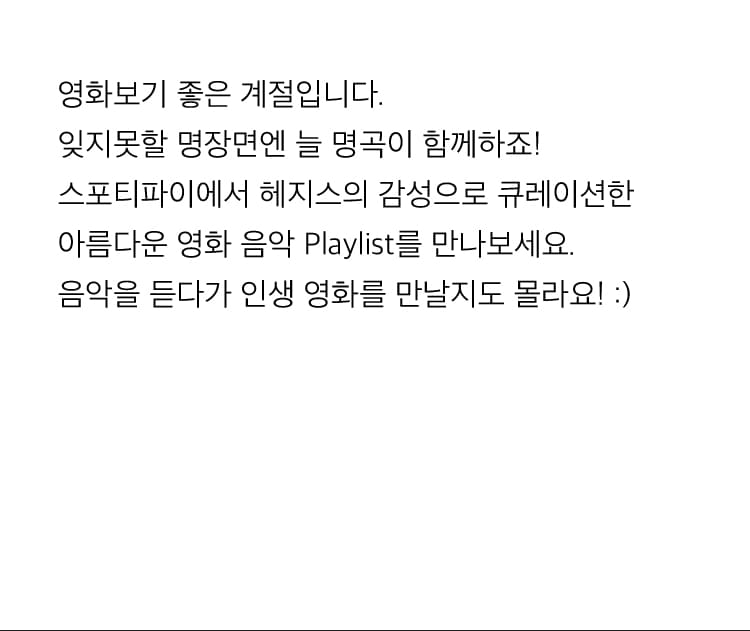 영화보기 좋은 계절입니다.
잊지못할 명장면엔 늘 명곡이 함께하죠!
스포티파이에서 헤지스의 감성으로 큐레이션한
아름다운 영화 음악 Playlist를 만나보세요.
음악을 듣다가 인생 영화를 만날지도 몰라요! :)